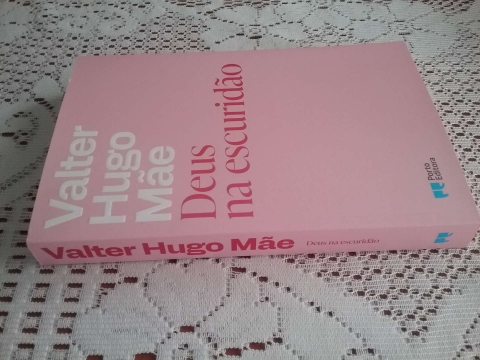 Valter
Hugo
Mãe
Deus
na escuridão
Porto
Editora
Valter Hugo Mãe Deus na escuridão